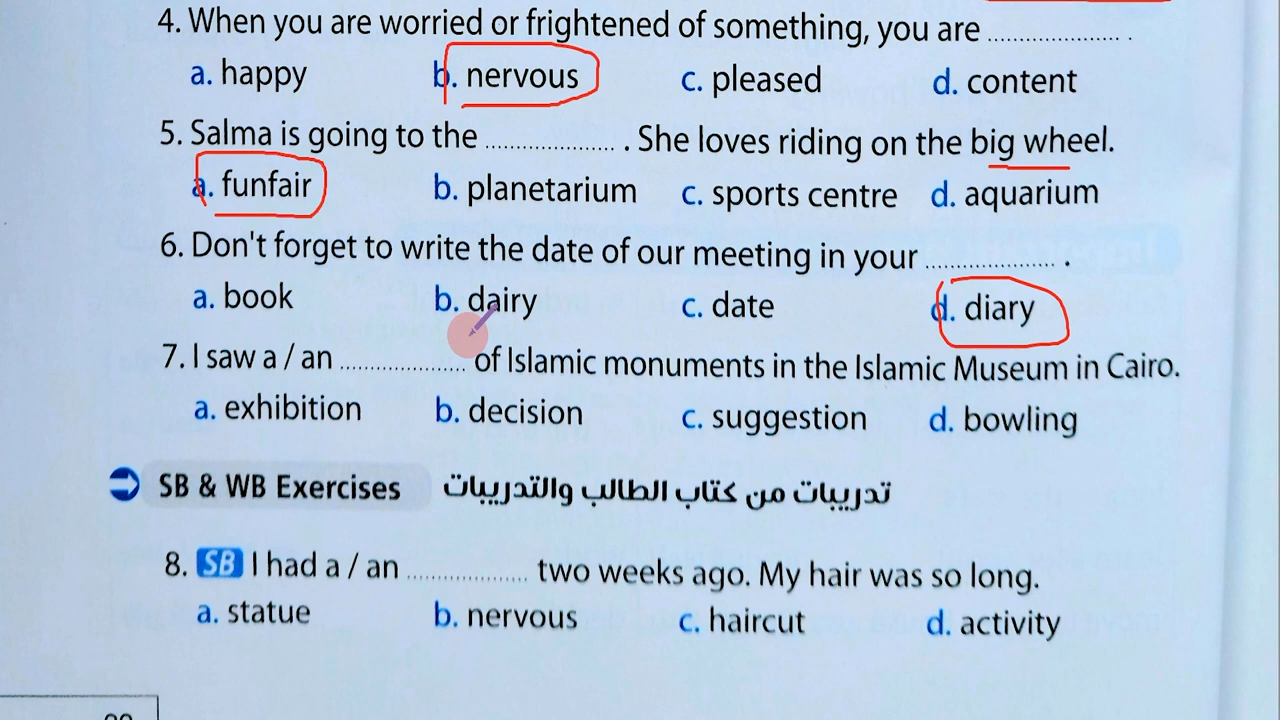 4. When you are worried or frightened of something, you are .................... .
a. happy b. nervous c. pleased d. content
5. Salma is going to the .................... . She loves riding on the big wheel.
a. funfair b. planetarium c. sports centre d. aquarium
6. Don't forget to write the date of our meeting in your .................... .
a. book b. dairy c. date d. diary
7. I saw a / an .................... of Islamic monuments in the Islamic Museum in Cairo.
a. exhibition b. decision c. suggestion d. bowling
SB & WB Exercises تدريبات من كتاب الطالب والتدريبات
8. SB I had a / an .................... two weeks ago. My hair was so long.
a. statue b. nervous c. haircut d. activity